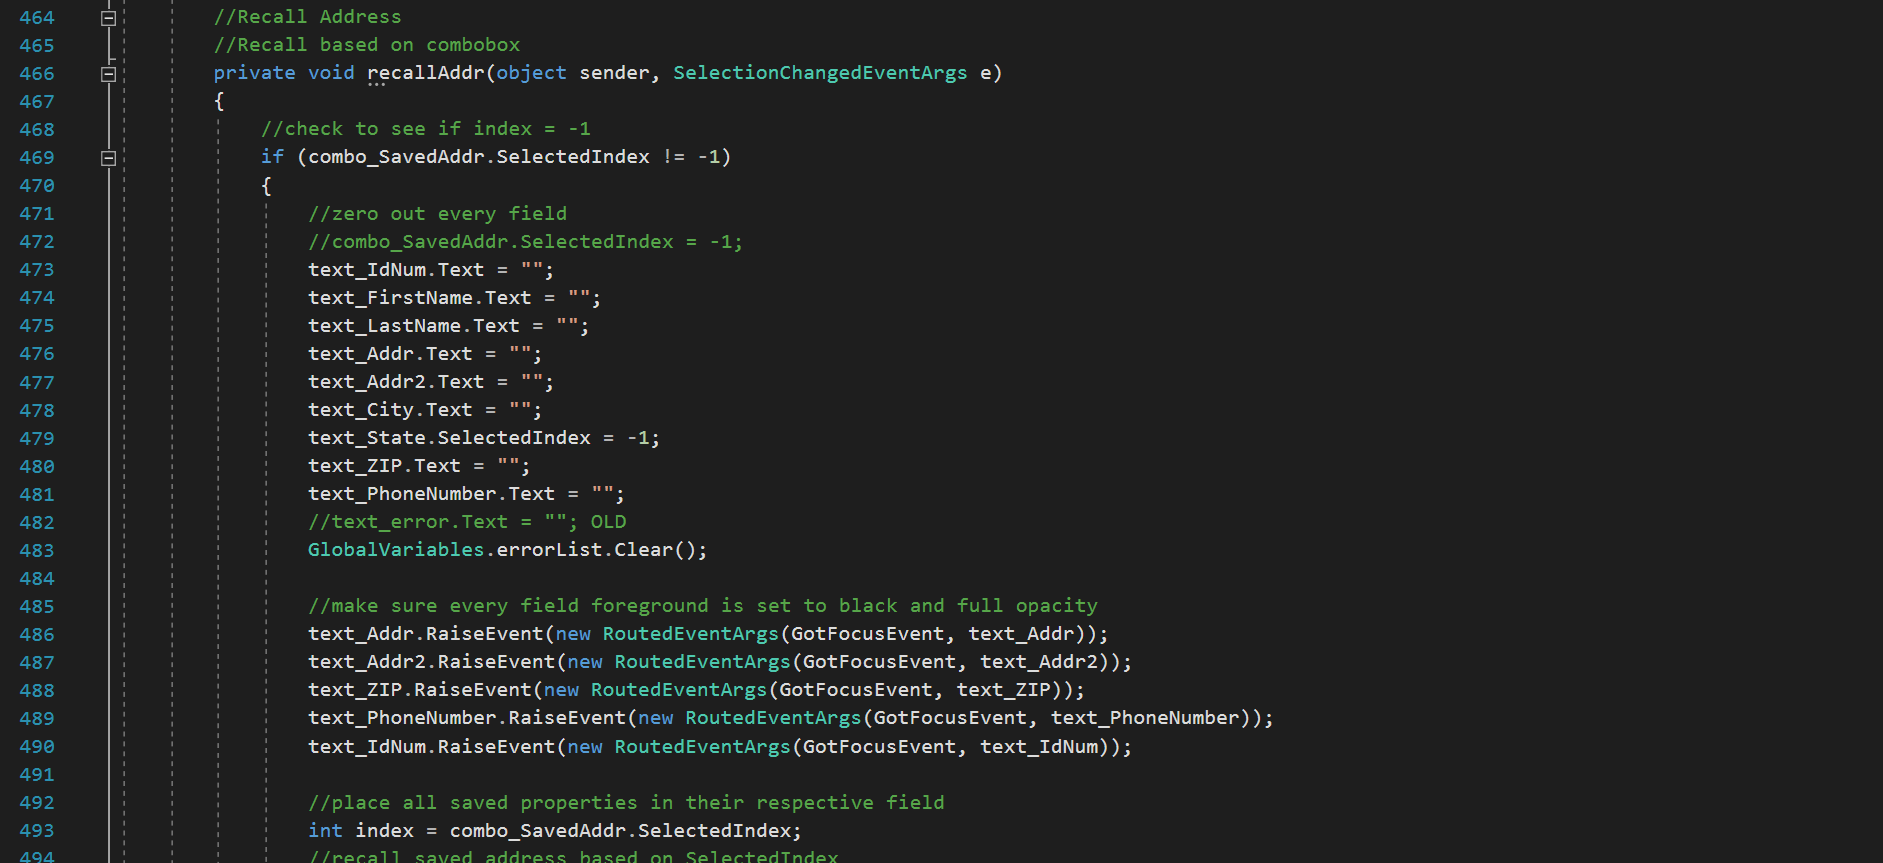 464 //Recall Address
465 //Recall based on combobox
466 private void recallAddr(object sender, SelectionChangedEventArgs e)
467 {
468 //check to see if index = -1
469 if (combo_SavedAddr.SelectedIndex != -1)
470 {
471 //zero out every field
472 //combo_SavedAddr.SelectedIndex = -1;
473 text_IdNum.Text = "";
474 text_FirstName.Text = "";
475 text_LastName.Text = "";
476 text_Addr.Text = "";
477 text_Addr2.Text = "";
478 text_City.Text = "";
479 text_State.SelectedIndex = -1;
480 text_ZIP.Text = "";
481 text_PhoneNumber.Text = "";
482 //text_error.Text = ""; OLD
483 GlobalVariables.errorList.Clear();
484
485 //make sure every field foreground is set to black and full opacity
486 text_Addr.RaiseEvent(new RoutedEventArgs(GotFocusEvent, text_Addr));
487 text_Addr2.RaiseEvent(new RoutedEventArgs(GotFocusEvent, text_Addr2));
488 text_ZIP.RaiseEvent(new RoutedEventArgs(GotFocusEvent, text_ZIP));
489 text_PhoneNumber.RaiseEvent(new RoutedEventArgs(GotFocusEvent, text_PhoneNumber));
490 text_IdNum.RaiseEvent(new RoutedEventArgs(GotFocusEvent, text_IdNum));
491
492 //place all saved properties in their respective field
493 int index = combo_SavedAddr.SelectedIndex;
494 //recall saved address based on SelectedIndex